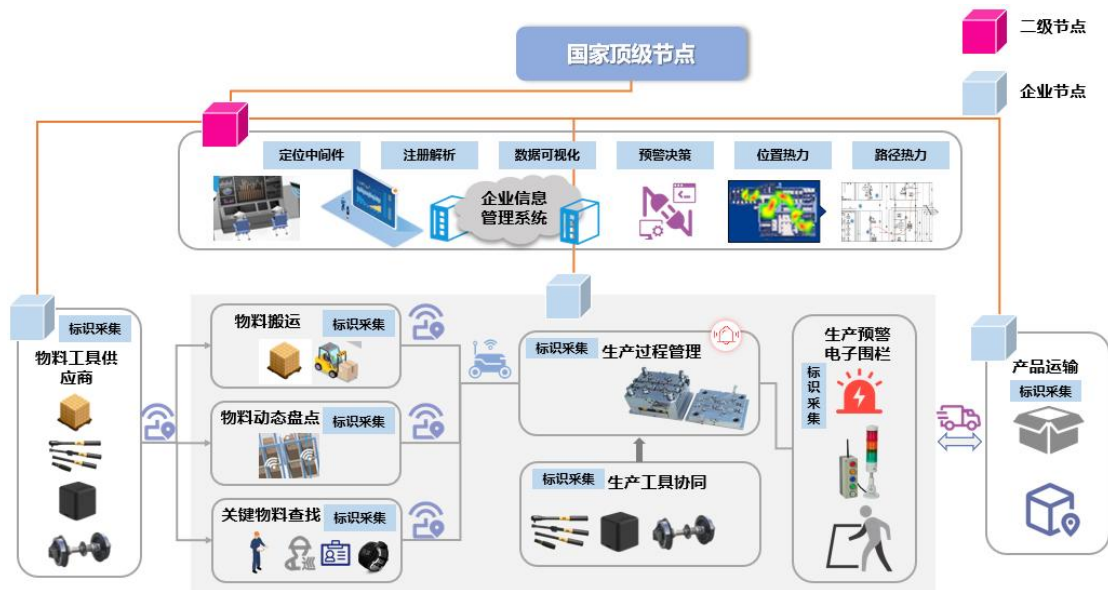 国家顶级节点
二级节点
企业节点
定位中间件
注册解析
数据可视化
预警决策
位置热力
路径热力
企业信息
管理系统
标识采集
物料工具供
应商
物料搬运
标识采集
物料动态盘点
标识采集
关键物料查找
标识采集
巡
标识采集
生产过程管理
标识采集
生产工具协同
生产预警
电子围栏
标识采集
产品运输
标识采集